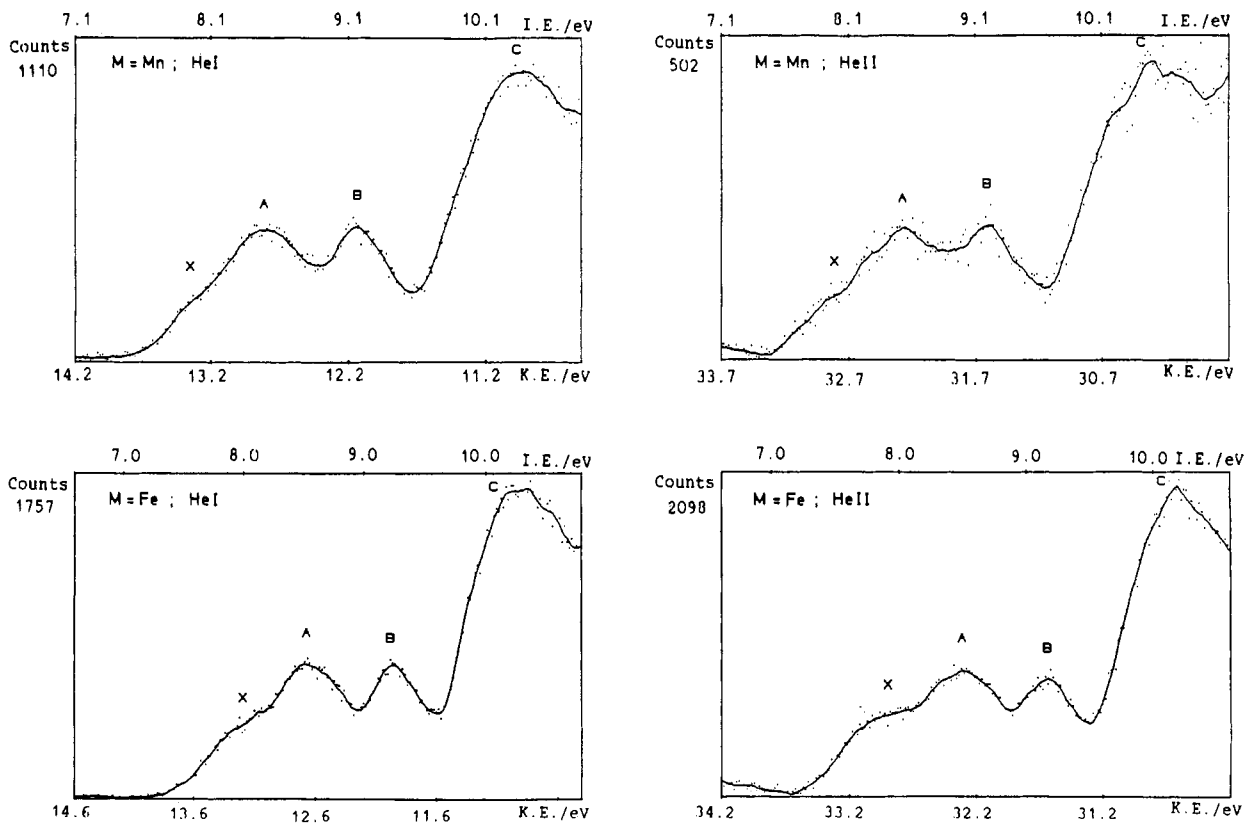 7.1 8.1 9.1 10.1 I.E./eV
Counts
1110
M = Mn ; HeI
X
A
B
C
14.2 13.2 12.2 11.2 K.E./eV
7.1 8.1 9.1 10.1 I.E./eV
Counts
502
M = Mn ; HeII
X
A
B
C
33.7 32.7 31.7 30.7 K.E./eV
7.0 8.0 9.0 10.0 I.E./eV
Counts
1757
M = Fe ; HeI
X
A
B
C
14.6 13.6 12.6 11.6 K.E./eV
7.0 8.0 9.0 10.0 I.E./eV
Counts
2098
M = Fe ; HeII
X
A
B
C
34.2 33.2 32.2 31.2 K.E./eV